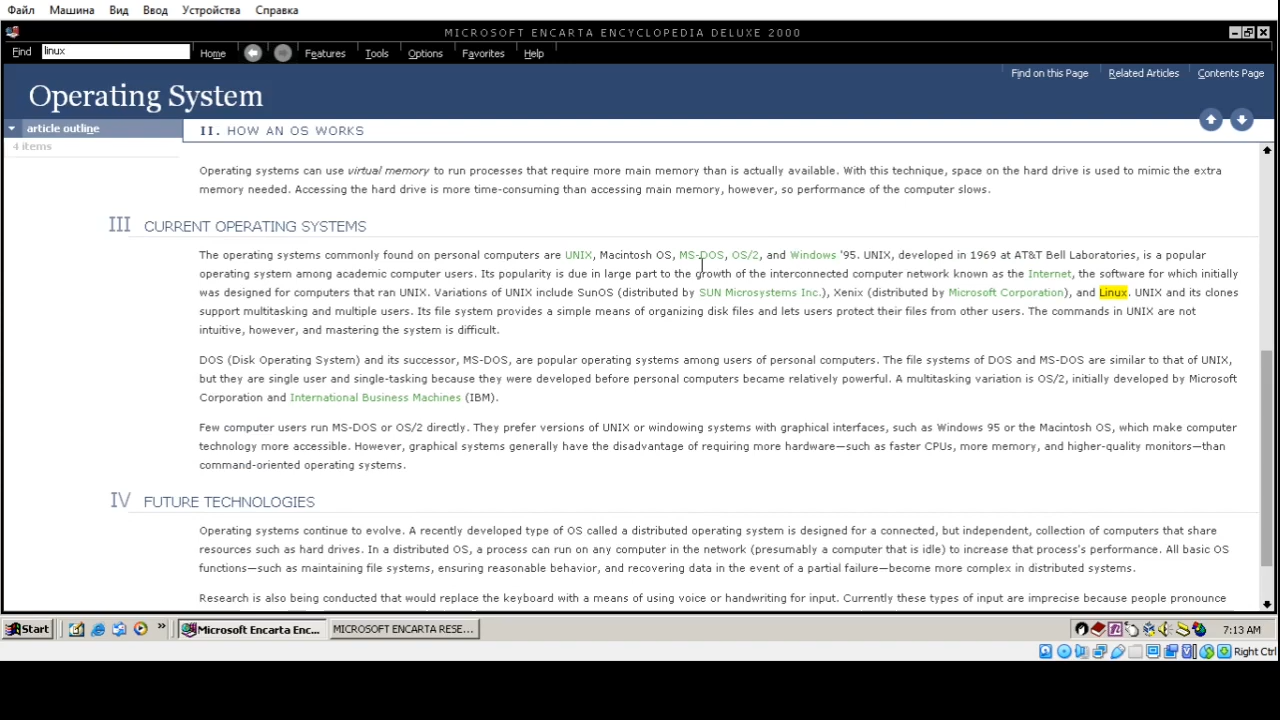 Файл Машина Вид Ввод Устройства Справка
MICROSOFT ENCARTA ENCYCLOPEDIA DELUXE 2000
Find linux Home Features Tools Options Favorites Help
Find on this Page Related Articles Contents Page
Operating System
article outline
4 items
II. HOW AN OS WORKS
Operating systems can use virtual memory to run processes that require more main memory than is actually available. With this technique, space on the hard drive is used to mimic the extra
memory needed. Accessing the hard drive is more time-consuming than accessing main memory, however, so performance of the computer slows.
III CURRENT OPERATING SYSTEMS
The operating systems commonly found on personal computers are UNIX, Macintosh OS, MS-DOS, OS/2, and Windows '95. UNIX, developed in 1969 at AT&T Bell Laboratories, is a popular
operating system among academic computer users. Its popularity is due in large part to the growth of the interconnected computer network known as the Internet, the software for which initially
was designed for computers that ran UNIX. Variations of UNIX include SunOS (distributed by SUN Microsystems Inc.), Xenix (distributed by Microsoft Corporation), and Linux. UNIX and its clones
support multitasking and multiple users. Its file system provides a simple means of organizing disk files and lets users protect their files from other users. The commands in UNIX are not
intuitive, however, and mastering the system is difficult.
DOS (Disk Operating System) and its successor, MS-DOS, are popular operating systems among users of personal computers. The file systems of DOS and MS-DOS are similar to that of UNIX,
but they are single user and single-tasking because they were developed before personal computers became relatively powerful. A multitasking variation is OS/2, initially developed by Microsoft
Corporation and International Business Machines (IBM).
Few computer users run MS-DOS or OS/2 directly. They prefer versions of UNIX or windowing systems with graphical interfaces, such as Windows 95 or the Macintosh OS, which make computer
technology more accessible. However, graphical systems generally have the disadvantage of requiring more hardware—such as faster CPUs, more memory, and higher-quality monitors—than
command-oriented operating systems.
IV FUTURE TECHNOLOGIES
Operating systems continue to evolve. A recently developed type of OS called a distributed operating system is designed for a connected, but independent, collection of computers that share
resources such as hard drives. In a distributed OS, a process can run on any computer in the network (presumably a computer that is idle) to increase that process's performance. All basic OS
functions—such as maintaining file systems, ensuring reasonable behavior, and recovering data in the event of a partial failure—become more complex in distributed systems.
Research is also being conducted that would replace the keyboard with a means of using voice or handwriting for input. Currently these types of input are imprecise because people pronounce
Start » Microsoft Encarta Enc... MICROSOFT ENCARTA RESE... 7:13 AM
Right Ctrl